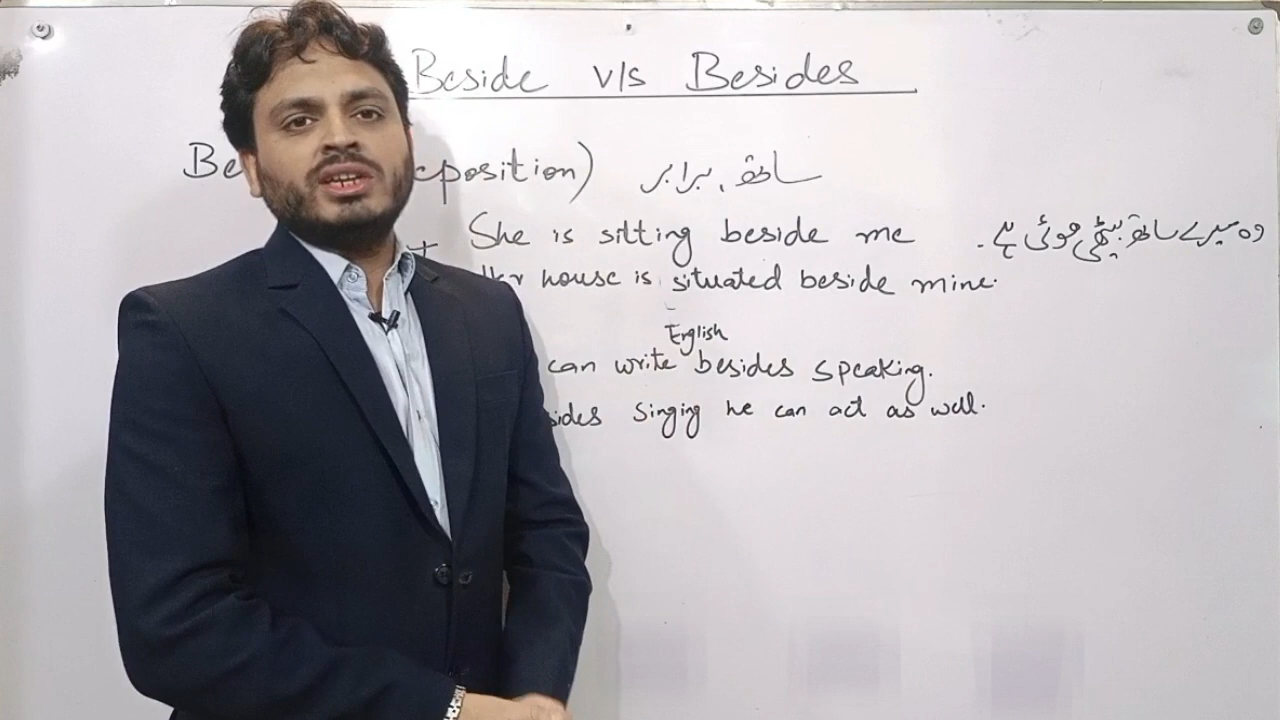 Beside v/s Besides
Be eposition) ساتھ، برابر
She is sitting beside me وہ میرے ساتھ بیٹھی ہوئی ہے۔
house is situated beside mine.
English
can write besides speaking.
sides singing he can act as well.